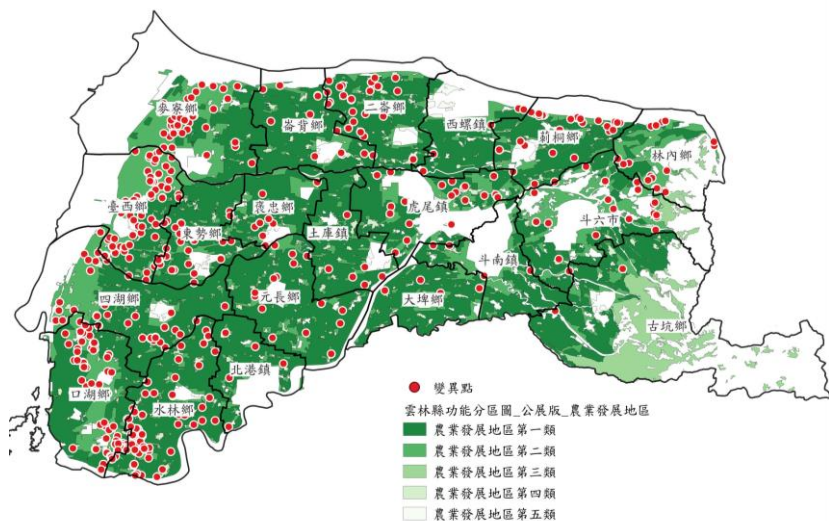 麥寮鄉
崙背鄉
二崙鄉
西螺鎮
莿桐鄉
林內鄉
臺西鄉
東勢鄉
褒忠鄉
土庫鎮
虎尾鎮
斗六市
斗南鎮
四湖鄉
元長鄉
大埤鄉
古坑鄉
北港鎮
口湖鄉
水林鄉
變異點
雲林縣功能分區圖_公展版_農業發展地區
農業發展地區第一類
農業發展地區第二類
農業發展地區第三類
農業發展地區第四類
農業發展地區第五類